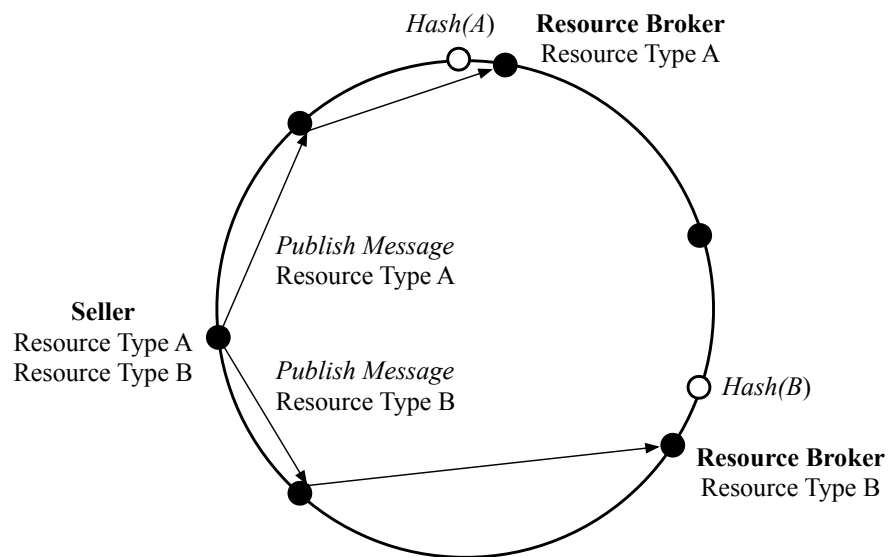 Hash(A)
Resource Broker
Resource Type A
Publish Message
Resource Type A
Seller
Resource Type A
Resource Type B
Publish Message
Resource Type B
Hash(B)
Resource Broker
Resource Type B